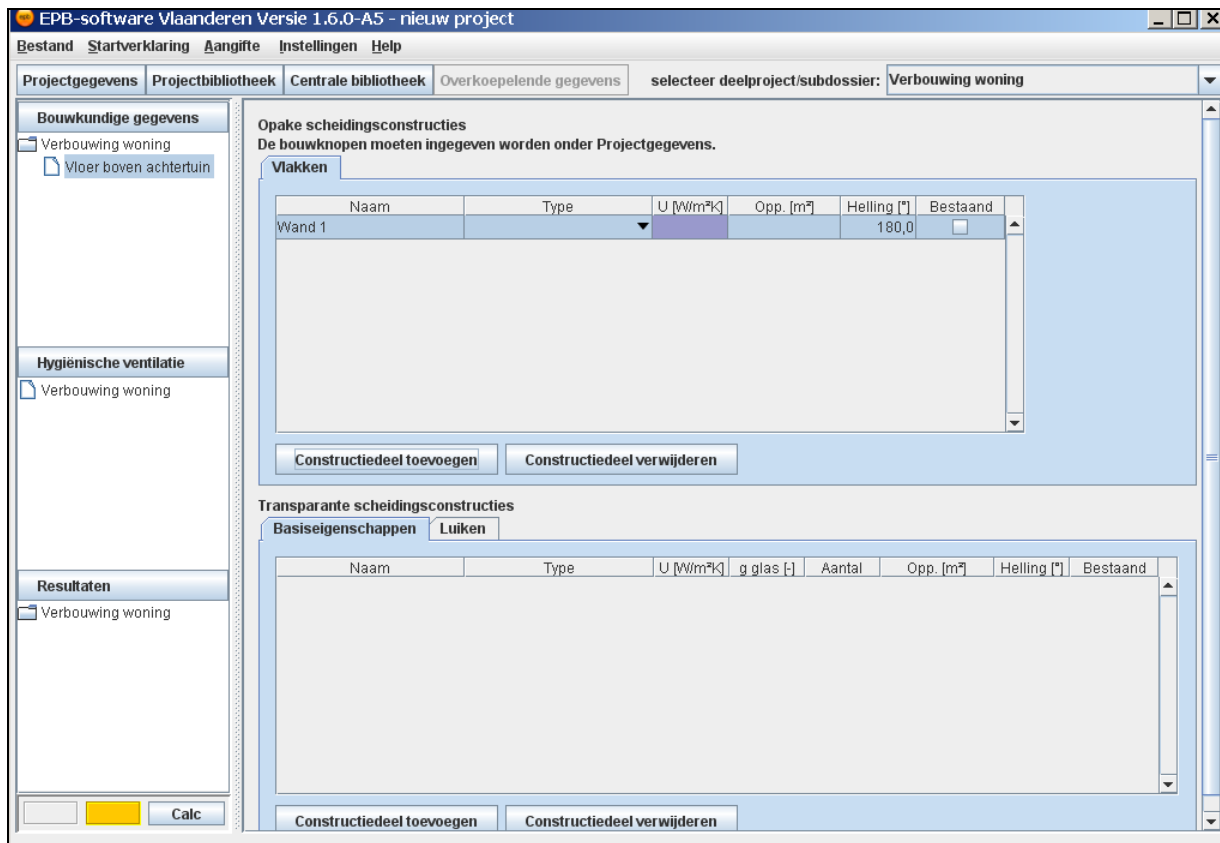 EPB-software Vlaanderen Versie 1.6.0-A5 - nieuw project
Bestand Startverklaring Aangifte Instellingen Help
Projectgegevens Projectbibliotheek Centrale bibliotheek Overkoepelende gegevens selecteer deelproject/subdossier: Verbouwing woning
Bouwkundige gegevens
Verbouwing woning
Vloer boven achtertuin
Hygiënische ventilatie
Verbouwing woning
Resultaten
Verbouwing woning
Calc
Opake scheidingsconstructies
De bouwknopen moeten ingegeven worden onder Projectgegevens.
Vlakken
Naam Type U [W/m²K] Opp. [m²] Helling [°] Bestaand
Wand 1 180,0
Constructiedeel toevoegen Constructiedeel verwijderen
Transparante scheidingsconstructies
Basiseigenschappen Luiken
Naam Type U [W/m²K] g glas [-] Aantal Opp. [m²] Helling [°] Bestaand
Constructiedeel toevoegen Constructiedeel verwijderen